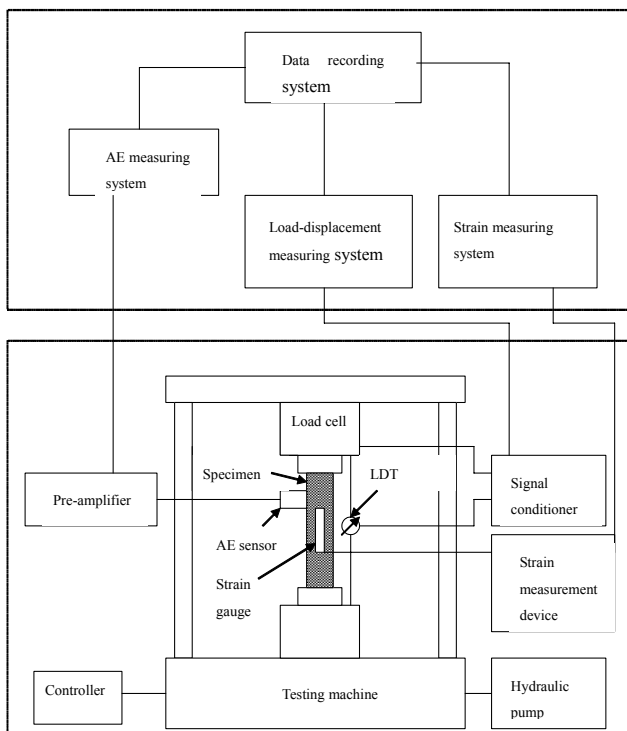 Data recording
system
AE measuring
system
Load-displacement
measuring system
Strain measuring
system
Load cell
Specimen
LDT
Pre-amplifier
Signal
conditioner
AE sensor
Strain
gauge
Strain
measurement
device
Controller
Testing machine
Hydraulic
pump